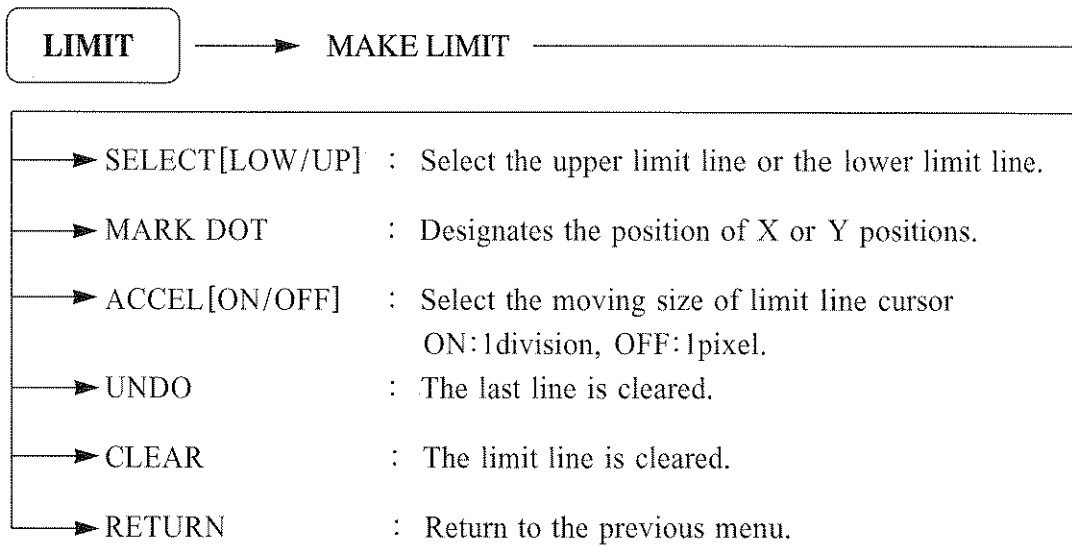 LIMIT MAKE LIMIT
SELECT[LOW/UP] : Select the upper limit line or the lower limit line.
MARK DOT : Designates the position of X or Y positions.
ACCEL[ON/OFF] : Select the moving size of limit line cursor
ON:1division, OFF:1pixel.
UNDO : The last line is cleared.
CLEAR : The limit line is cleared.
RETURN : Return to the previous menu.